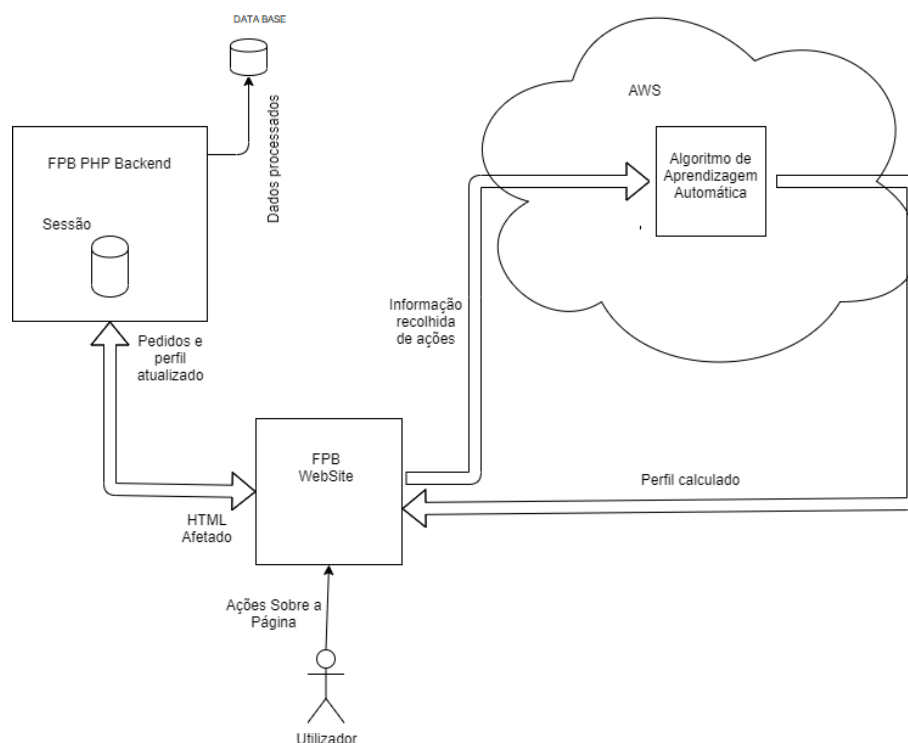 DATA BASE
AWS
FPB PHP Backend
Sessão
Dados processados
Algoritmo de
Aprendizagem
Automática
Informação
recolhida
de ações
Pedidos e
perfil
atualizado
FPB
WebSite
Perfil calculado
HTML
Afetado
Ações Sobre a
Página
Utilizador